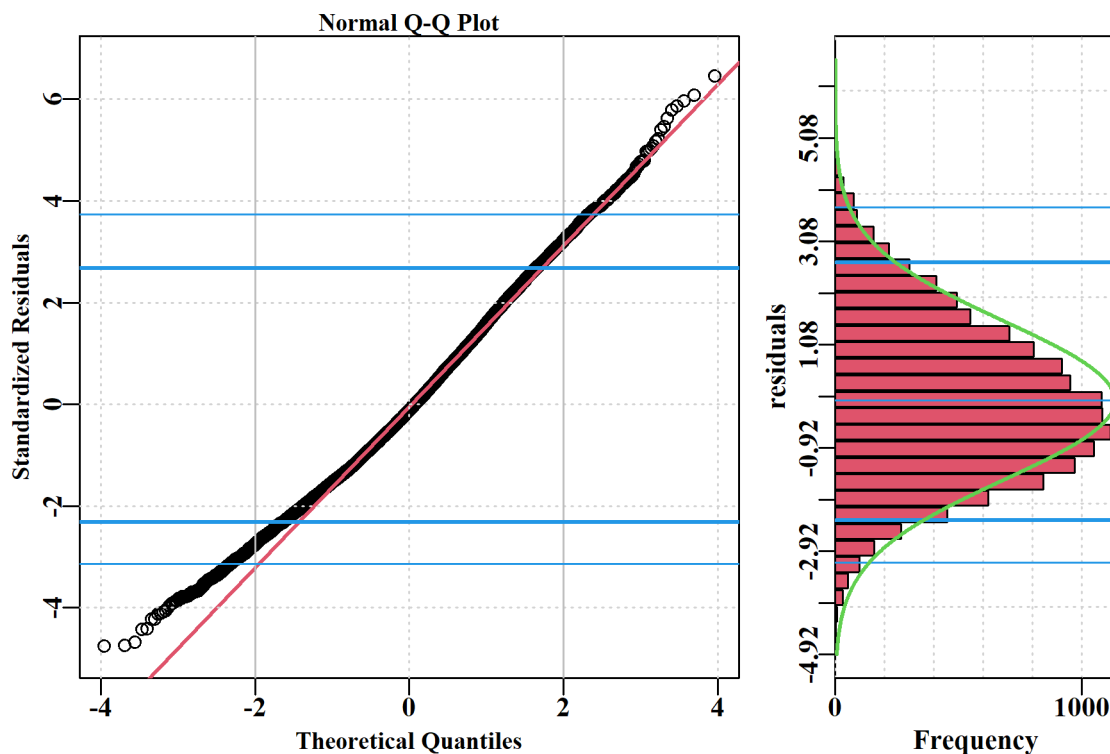 Normal Q-Q Plot
Standardized Residuals
6
4
2
0
-2
-4
-4 -2 0 2 4
Theoretical Quantiles
residuals
5.08
3.08
1.08
-0.92
-2.92
-4.92
0 1000
Frequency